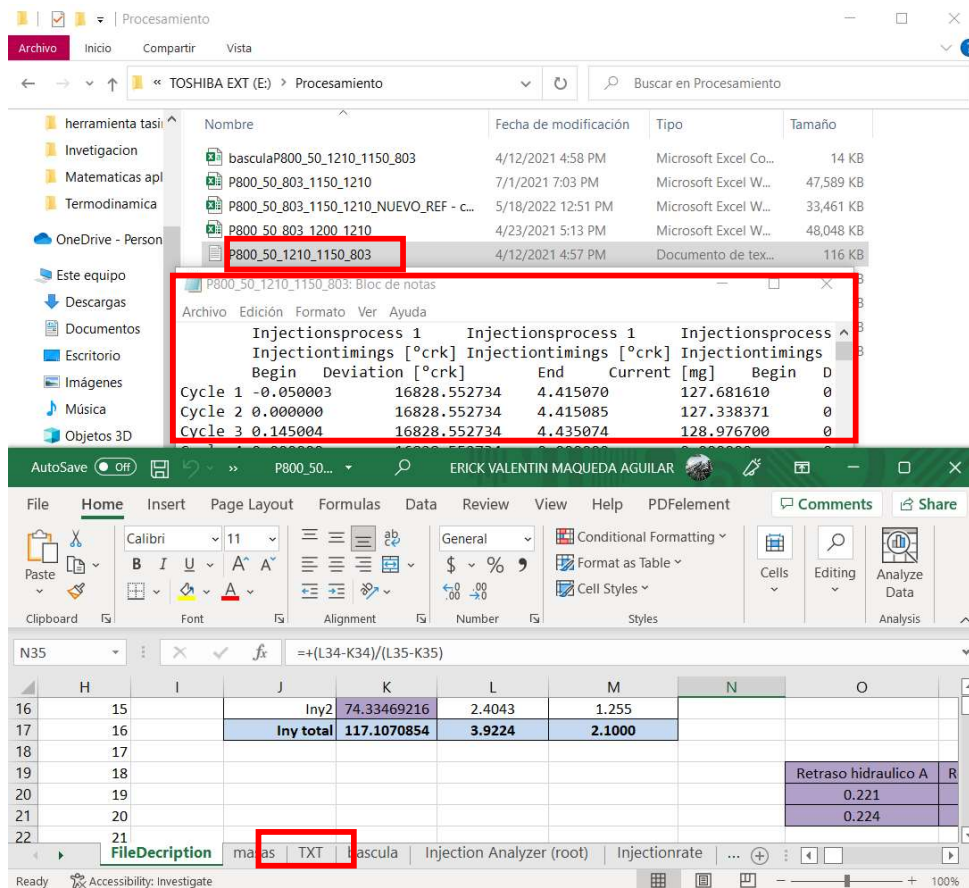 Procesamiento
Archivo Inicio Compartir Vista
« TOSHIBA EXT (E:) > Procesamiento
Buscar en Procesamiento
Nombre Fecha de modificación Tipo Tamaño
herramienta tasi
Invetigacion
Matematicas apl
Termodinamica
OneDrive - Person
Este equipo
Descargas
Documentos
Escritorio
Imágenes
Música
Objetos 3D
basculaP800_50_1210_1150_803 4/12/2021 4:58 PM Microsoft Excel Co... 14 KB
P800_50_803_1150_1210 7/1/2021 7:03 PM Microsoft Excel W... 47,589 KB
P800_50_803_1150_1210_NUEVO_REF - c... 5/18/2022 12:51 PM Microsoft Excel W... 33,461 KB
P800_50_803_1200_1210 4/23/2021 5:13 PM Microsoft Excel W... 48,048 KB
P800_50_1210_1150_803 4/12/2021 4:57 PM Documento de tex... 116 KB
P800_50_1210_1150_803: Bloc de notas
Archivo Edición Formato Ver Ayuda
Injectionsprocess 1 Injectionsprocess 1 Injectionsprocess
Injectiontimings [°crk] Injectiontimings [°crk] Injectiontimings
Begin Deviation [°crk] End Current [mg] Begin D
Cycle 1 -0.050003 16828.552734 4.415070 127.681610 0
Cycle 2 0.000000 16828.552734 4.415085 127.338371 0
Cycle 3 0.145004 16828.552734 4.435074 128.976700 0
AutoSave Off P800_50... ERICK VALENTIN MAQUEDA AGUILAR
File Home Insert Page Layout Formulas Data Review View Help PDFelement Comments Share
Paste
Calibri 11
B I U A A
General
$ % 9
Conditional Formatting
Format as Table
Cell Styles
Cells
Editing
Analyze
Data
Clipboard Font Alignment Number Styles Analysis
N35 fx =+(L34-K34)/(L35-K35)
H I J K L M N O
16 15 Iny2 74.33469216 2.4043 1.255
17 16 Iny total 117.1070854 3.9224 2.1000
18 17
19 18 Retraso hidraulico A R
20 19 0.221
21 20 0.224
22 21
FileDecription masas TXT bascula Injection Analyzer (root) Injectionrate ...
Ready Accessibility: Investigate 100%